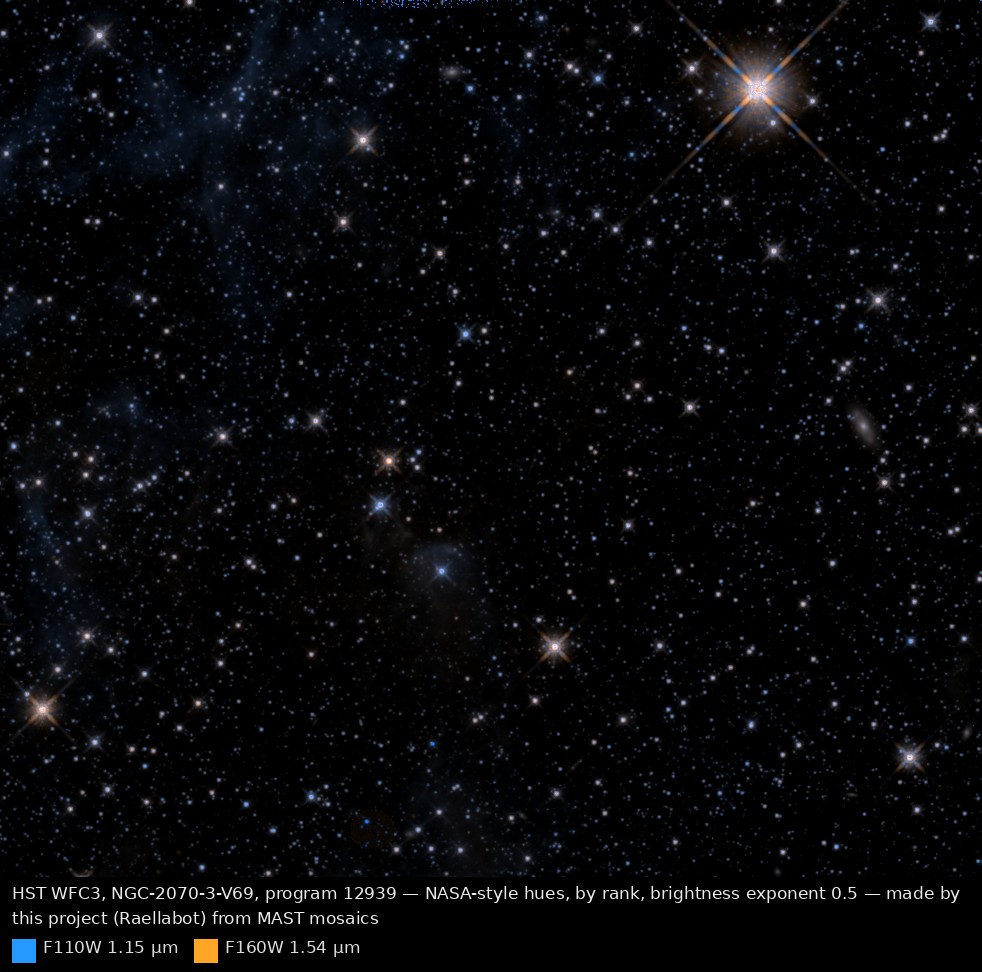 HST WFC3, NGC-2070-3-V69, program 12939 — NASA-style hues, by rank, brightness exponent 0.5 — made by
this project (Raellabot) from MAST mosaics
F110W 1.15 µm F160W 1.54 µm